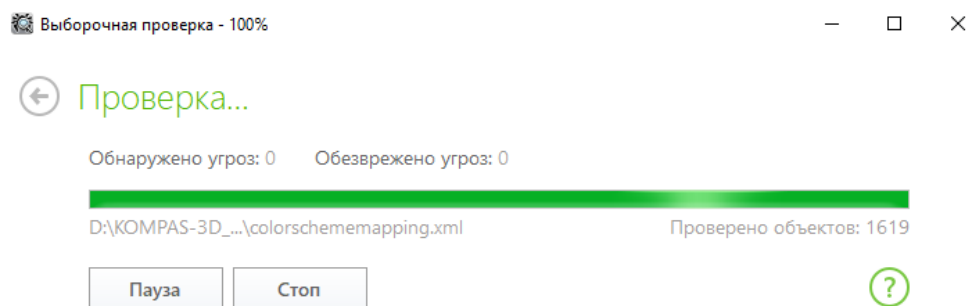 Выборочная проверка - 100%
Проверка...
Обнаружено угроз: 0 Обезврежено угроз: 0
D:\KOMPAS-3D_...\colorschememapping.xml Проверено объектов: 1619
Пауза Стоп ?